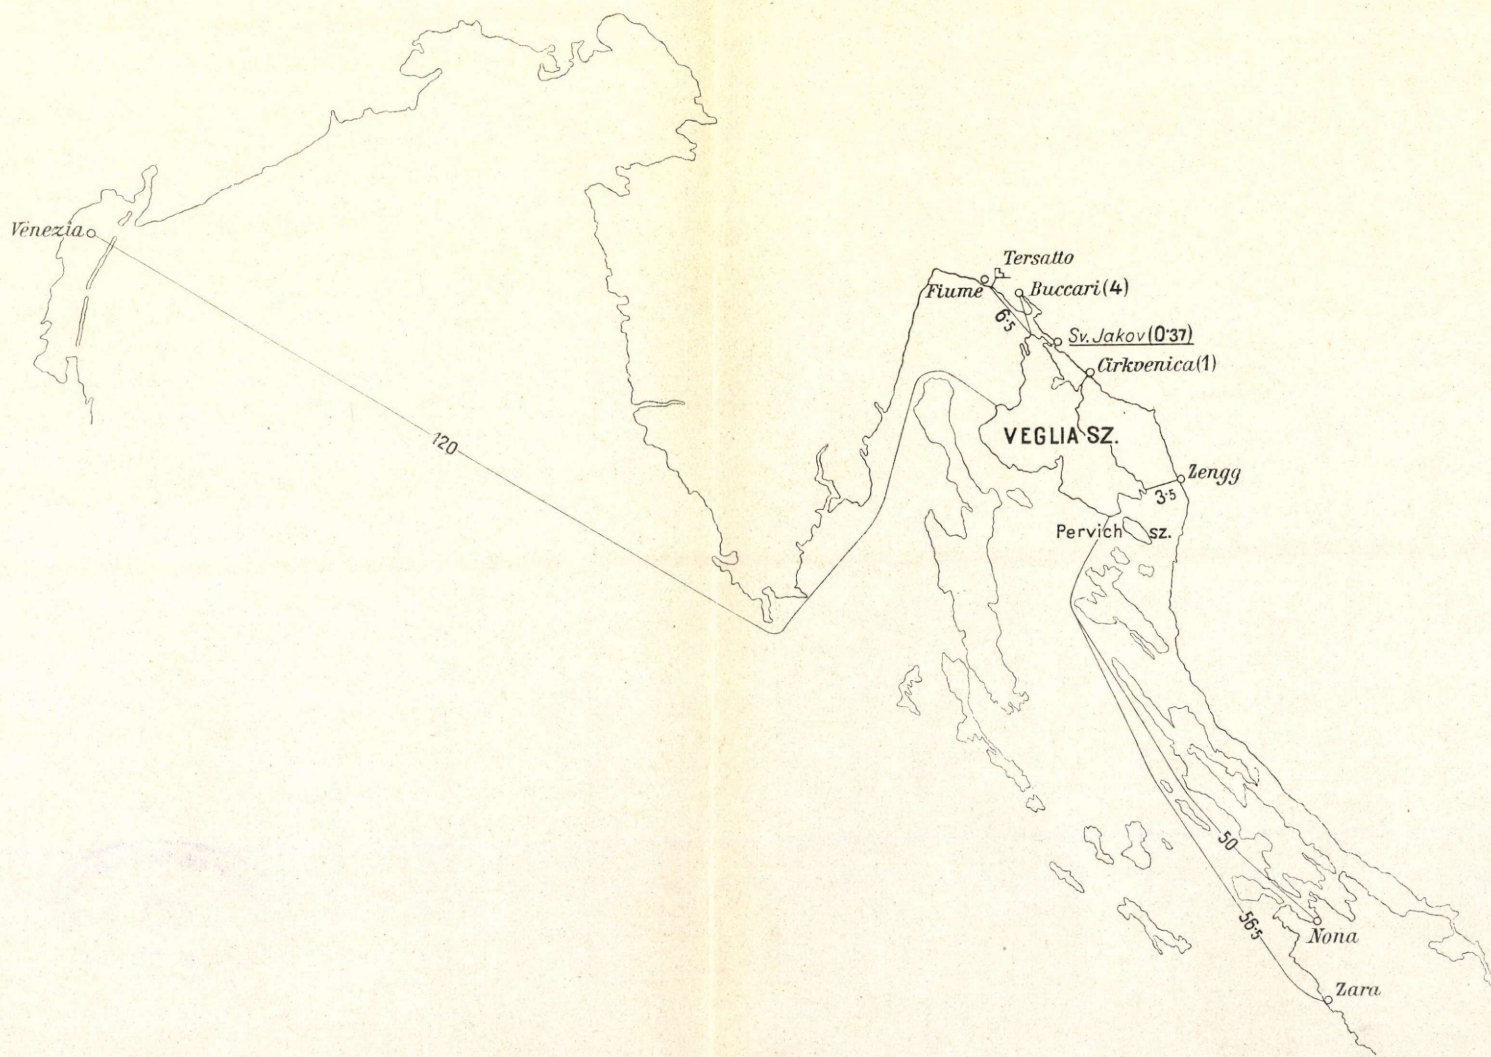 Venezia
120
Tersatto
Fiume
Buccari (4)
6·5
Sv. Jakov (0·37)
Cirkvenica (1)
VEGLIA SZ.
Zengg
3·5
Pervich sz.
50
56·5
Nona
Zara